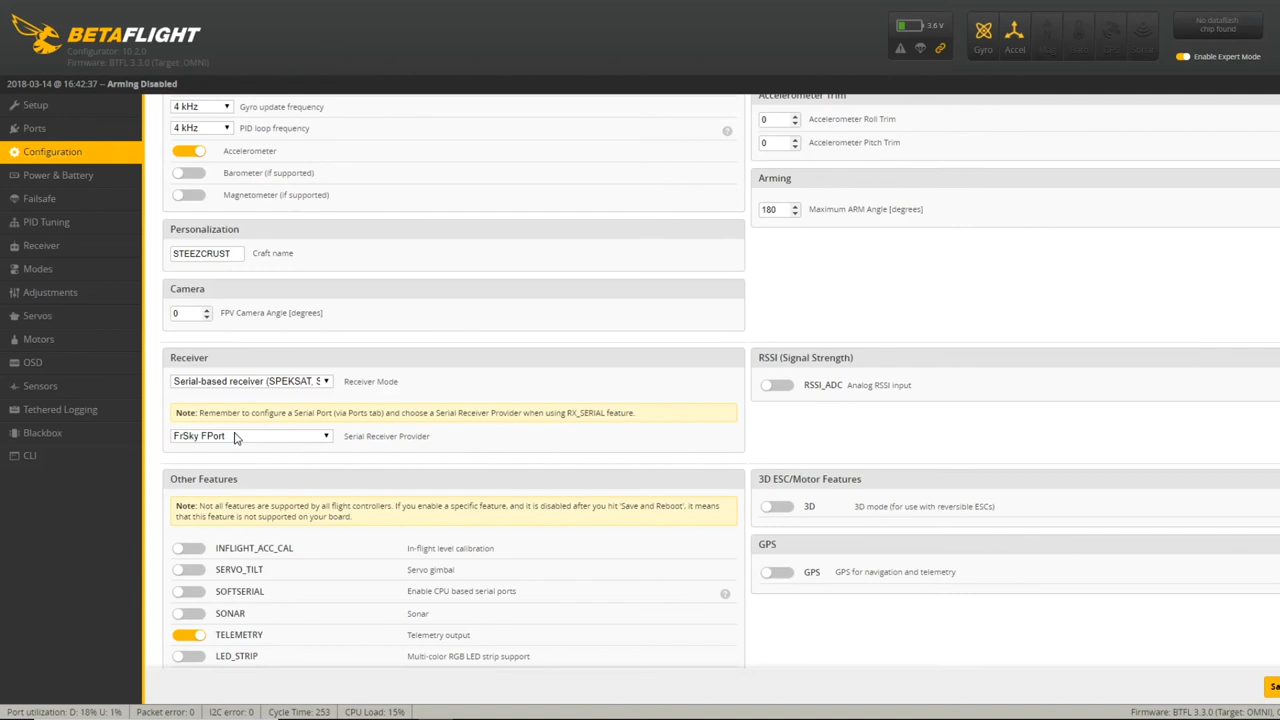 BETAFLIGHT
Configurator: 10.2.0
Firmware: BTFL 3.3.0 (Target: OMNI)
3.6 V
Gyro
Accel
No dataflash
chip found
Enable Expert Mode
2018-03-14 @ 16:42:37 -- Arming Disabled
Setup
Ports
Configuration
Power & Battery
Failsafe
PID Tuning
Receiver
Modes
Adjustments
Servos
Motors
OSD
Sensors
Tethered Logging
Blackbox
CLI
4 kHz Gyro update frequency
4 kHz PID loop frequency
Accelerometer
Barometer (if supported)
Magnetometer (if supported)
Personalization
STEEZCRUST Craft name
Camera
0 FPV Camera Angle [degrees]
Receiver
Serial-based receiver (SPEKSAT, S Receiver Mode
Note: Remember to configure a Serial Port (via Ports tab) and choose a Serial Receiver Provider when using RX_SERIAL feature.
FrSky FPort Serial Receiver Provider
Other Features
Note: Not all features are supported by all flight controllers. If you enable a specific feature, and it is disabled after you hit 'Save and Reboot', it means
that this feature is not supported on your board.
INFLIGHT_ACC_CAL In-flight level calibration
SERVO_TILT Servo gimbal
SOFTSERIAL Enable CPU based serial ports
SONAR Sonar
TELEMETRY Telemetry output
LED_STRIP Multi-color RGB LED strip support
Accelerometer Trim
0 Accelerometer Roll Trim
0 Accelerometer Pitch Trim
Arming
180 Maximum ARM Angle [degrees]
RSSI (Signal Strength)
RSSI_ADC Analog RSSI input
3D ESC/Motor Features
3D 3D mode (for use with reversible ESCs)
GPS
GPS GPS for navigation and telemetry
Sa
Port utilization: D: 18% U: 1%
Packet error: 0
I2C error: 0
Cycle Time: 253
CPU Load: 15%
Firmware: BTFL 3.3.0 (Target: OMNI), C